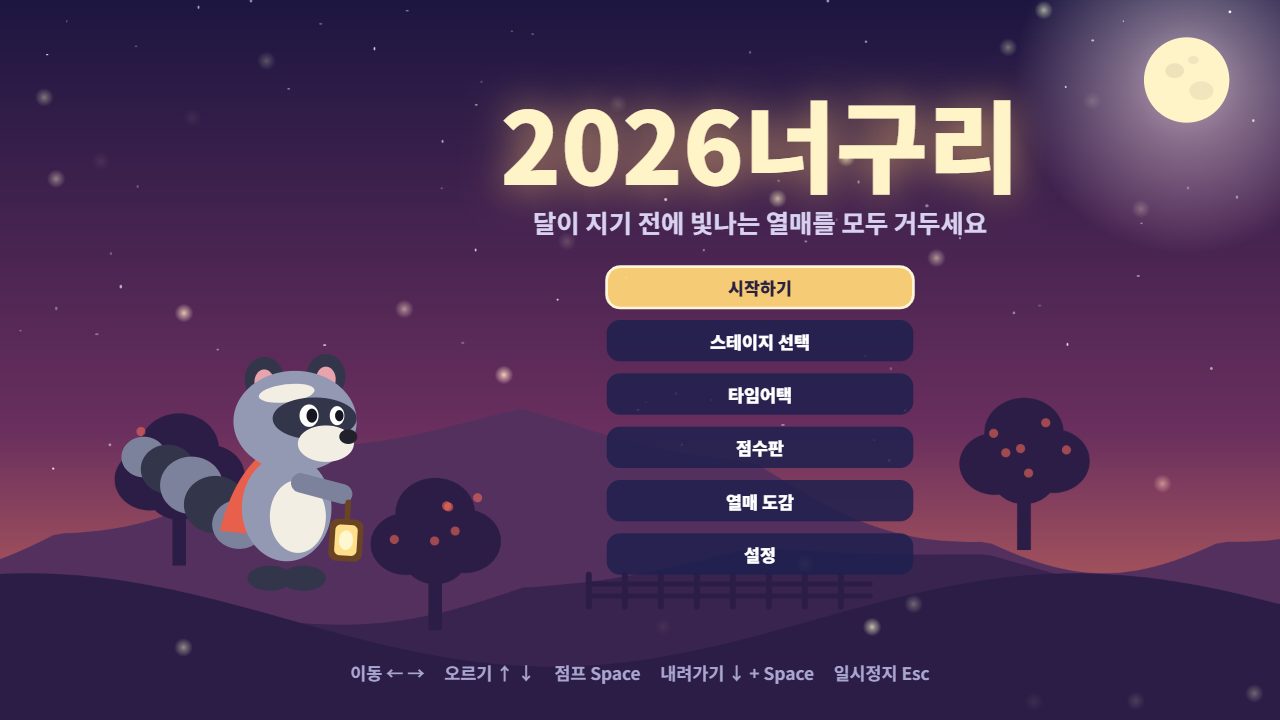 2026너구리
달이 지기 전에 빛나는 열매를 모두 거두세요
시작하기
스테이지 선택
타임어택
점수판
열매 도감
설정
이동 ← → 오르기 ↑ ↓ 점프 Space 내려가기 ↓ + Space 일시정지 Esc